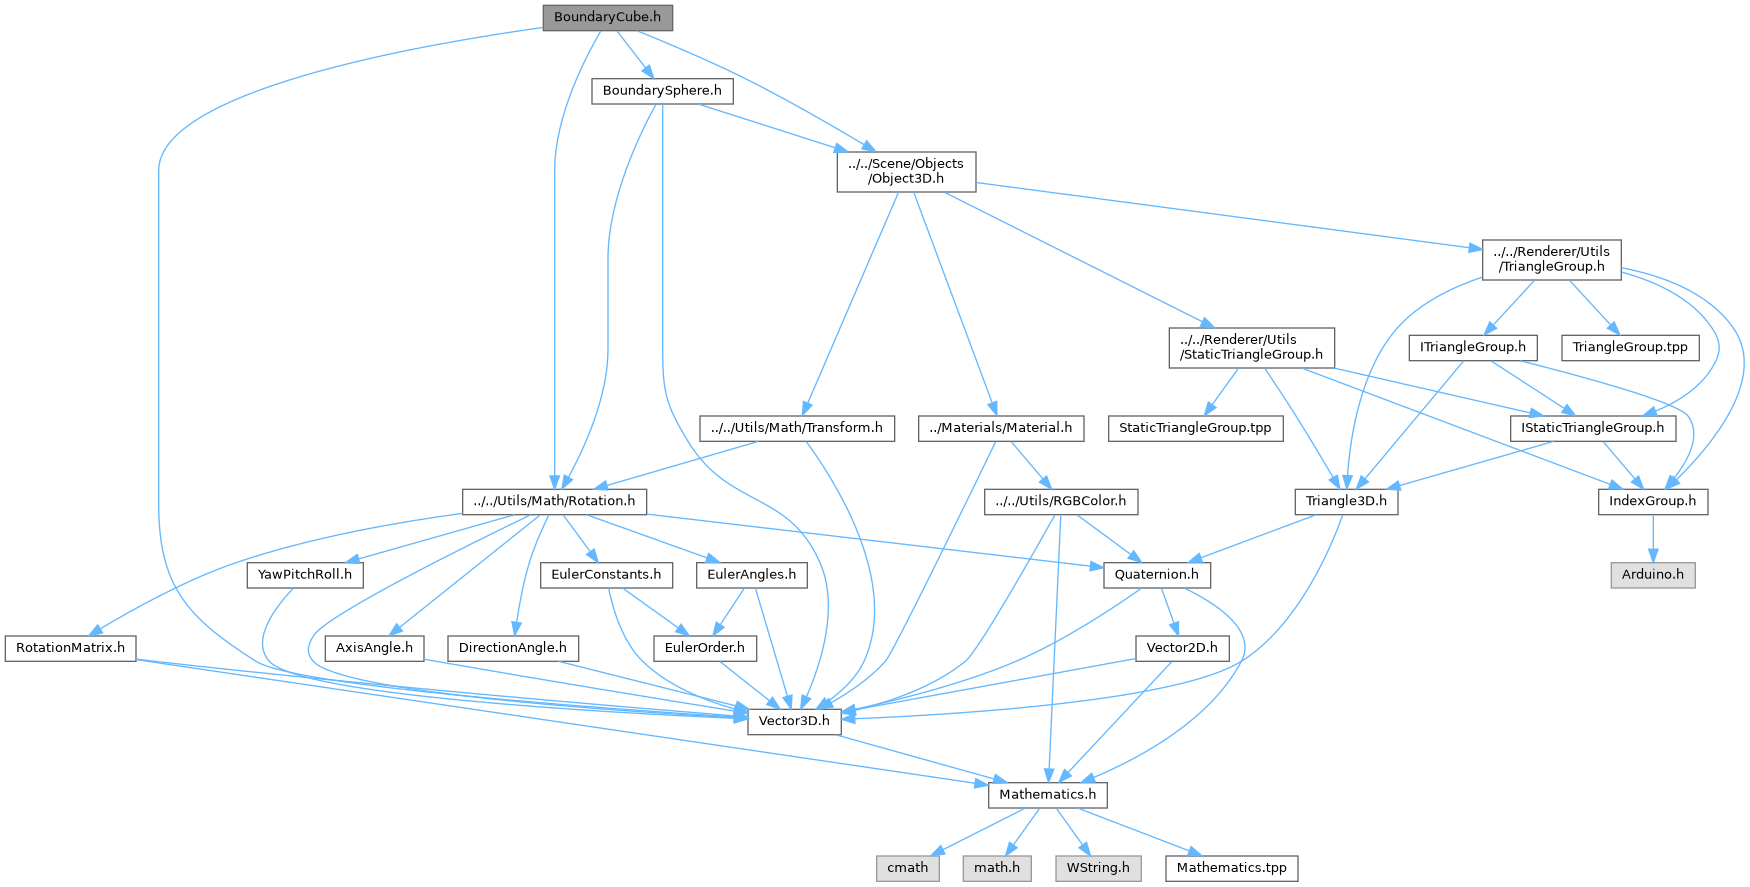 BoundaryCube.h
BoundarySphere.h
../../Scene/Objects
/Object3D.h
../../Renderer/Utils
/TriangleGroup.h
../../Renderer/Utils
/StaticTriangleGroup.h
ITriangleGroup.h
TriangleGroup.tpp
../../Utils/Math/Transform.h
../Materials/Material.h
StaticTriangleGroup.tpp
IStaticTriangleGroup.h
../../Utils/Math/Rotation.h
../../Utils/RGBColor.h
Triangle3D.h
IndexGroup.h
YawPitchRoll.h
EulerConstants.h
EulerAngles.h
Quaternion.h
Arduino.h
RotationMatrix.h
AxisAngle.h
DirectionAngle.h
EulerOrder.h
Vector2D.h
Vector3D.h
Mathematics.h
cmath
math.h
WString.h
Mathematics.tpp